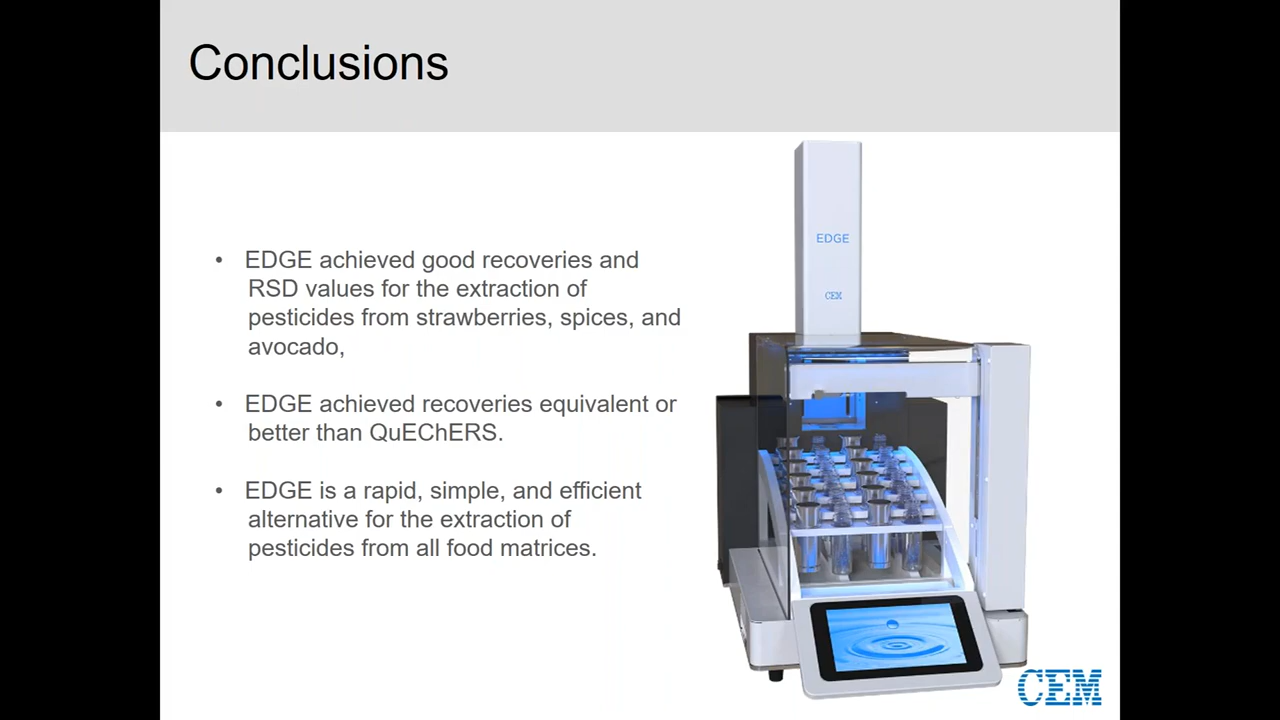 Conclusions
• EDGE achieved good recoveries and
RSD values for the extraction of
pesticides from strawberries, spices, and
avocado,
• EDGE achieved recoveries equivalent or
better than QuEChERS.
• EDGE is a rapid, simple, and efficient
alternative for the extraction of
pesticides from all food matrices.
EDGE
CEM
CEM